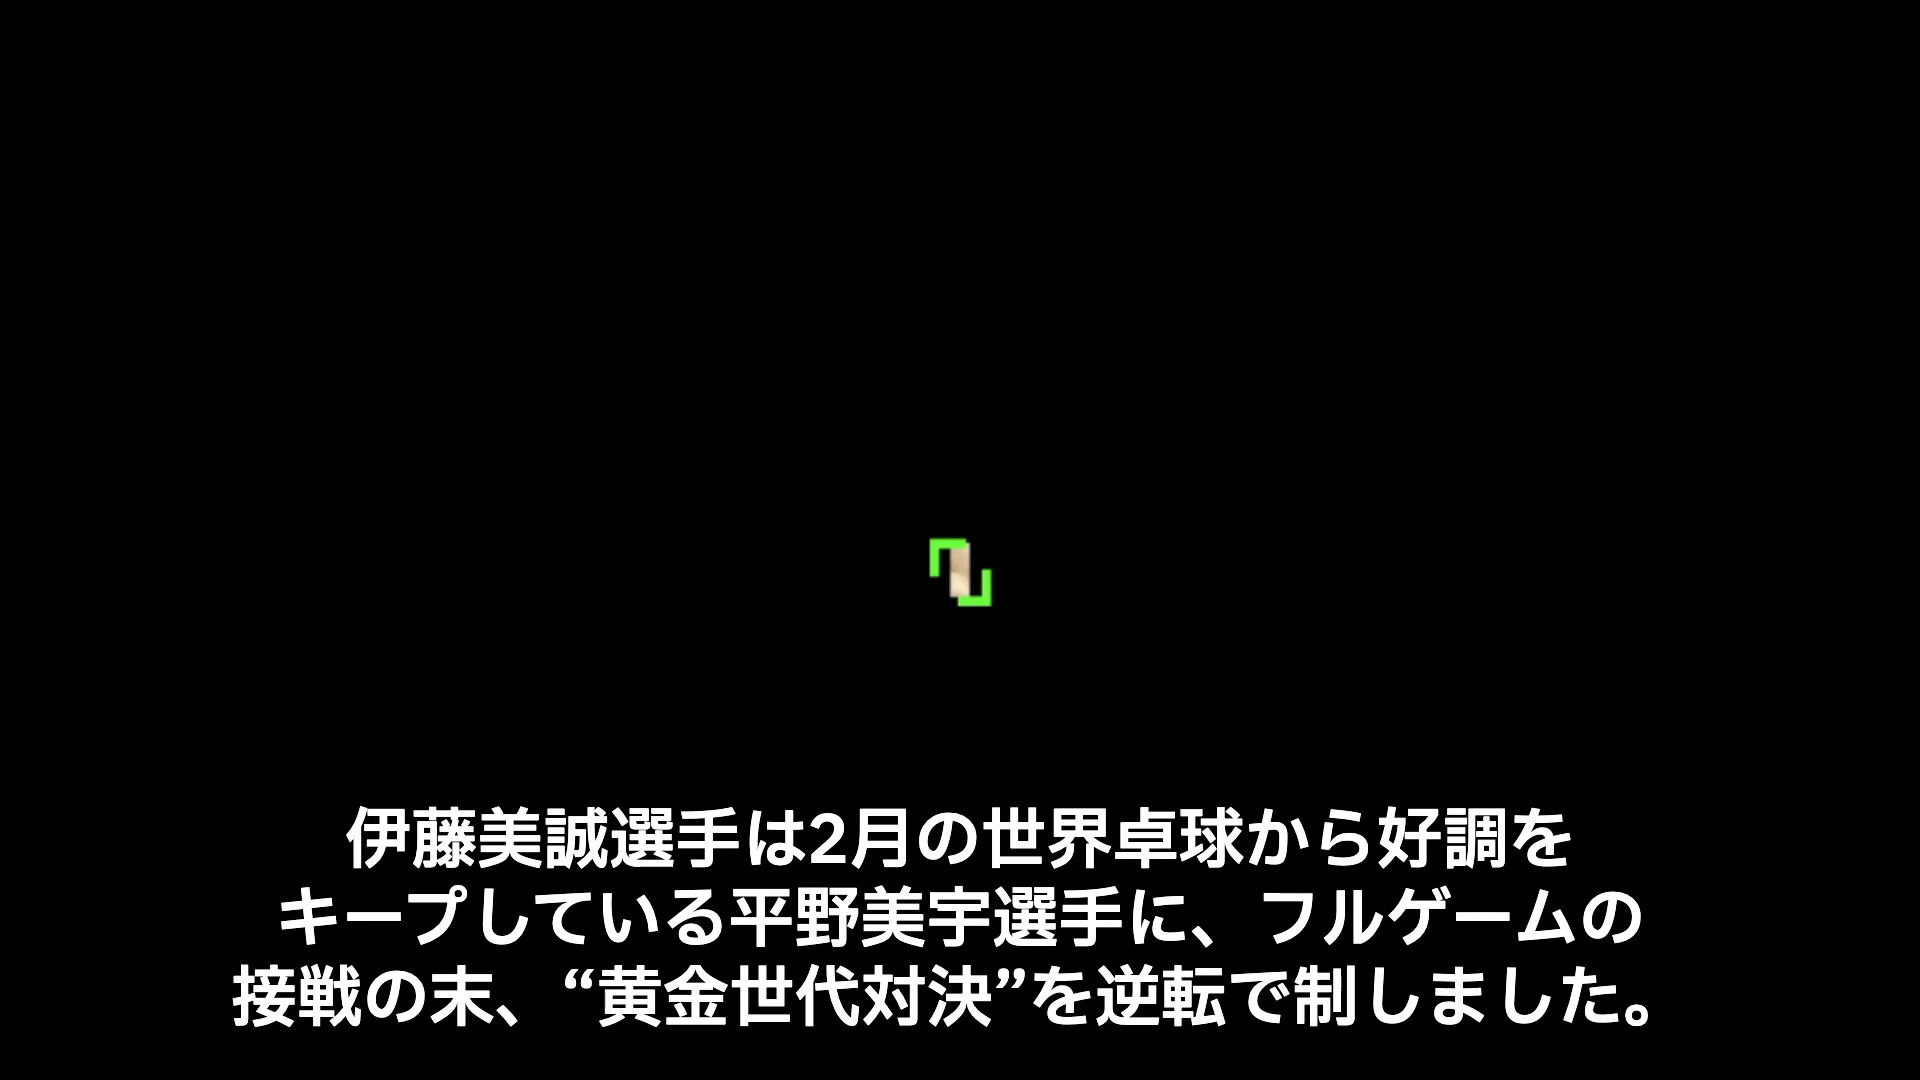 伊藤美誠選手は2月の世界卓球から好調を
キープしている平野美宇選手に、フルゲームの
接戦の末、“黄金世代対決”を逆転で制しました。